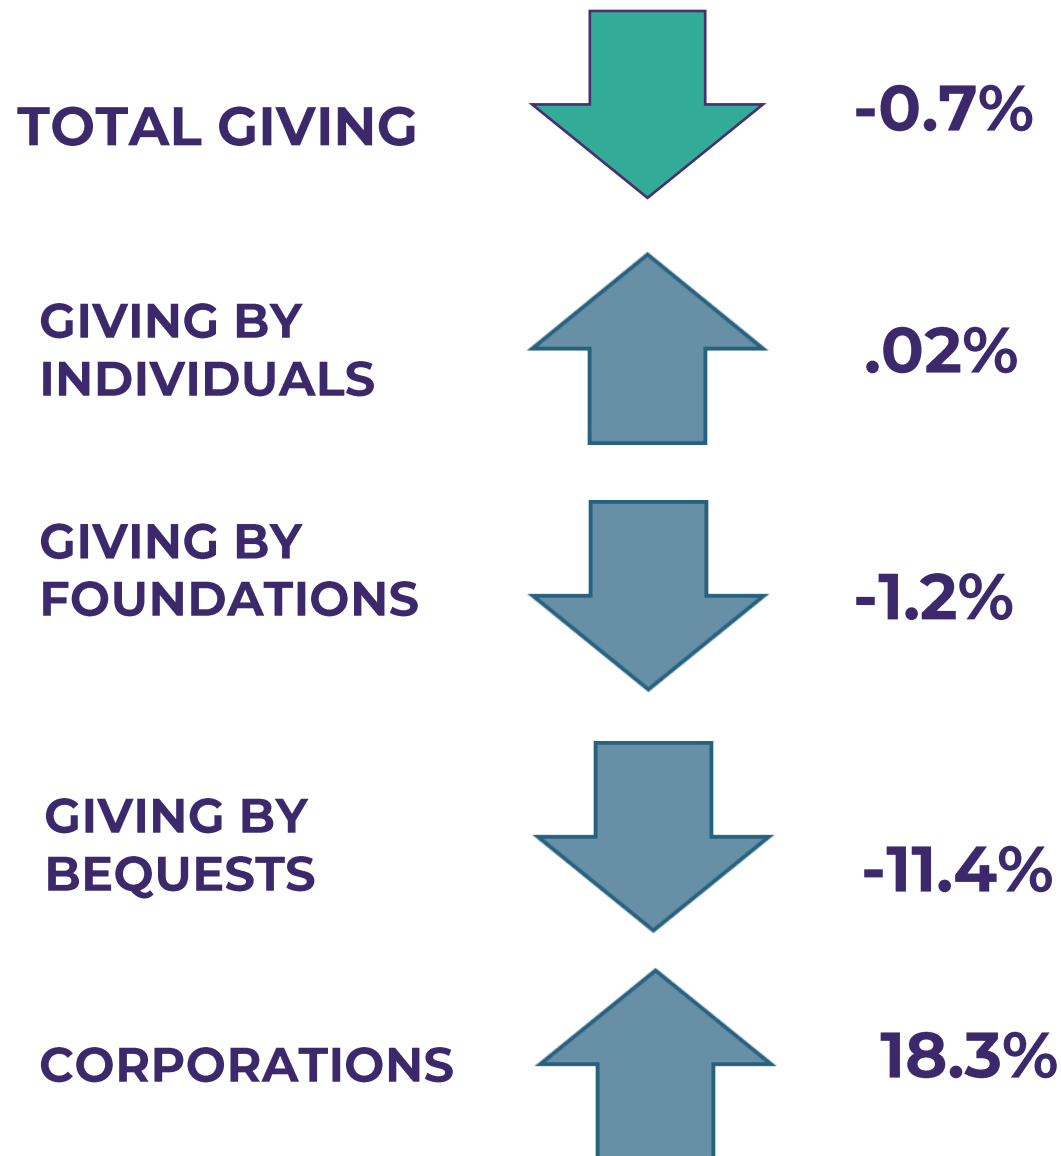 TOTAL GIVING
-0.7%
GIVING BY
INDIVIDUALS
.02%
GIVING BY
FOUNDATIONS
-1.2%
GIVING BY
BEQUESTS
-11.4%
CORPORATIONS
18.3%